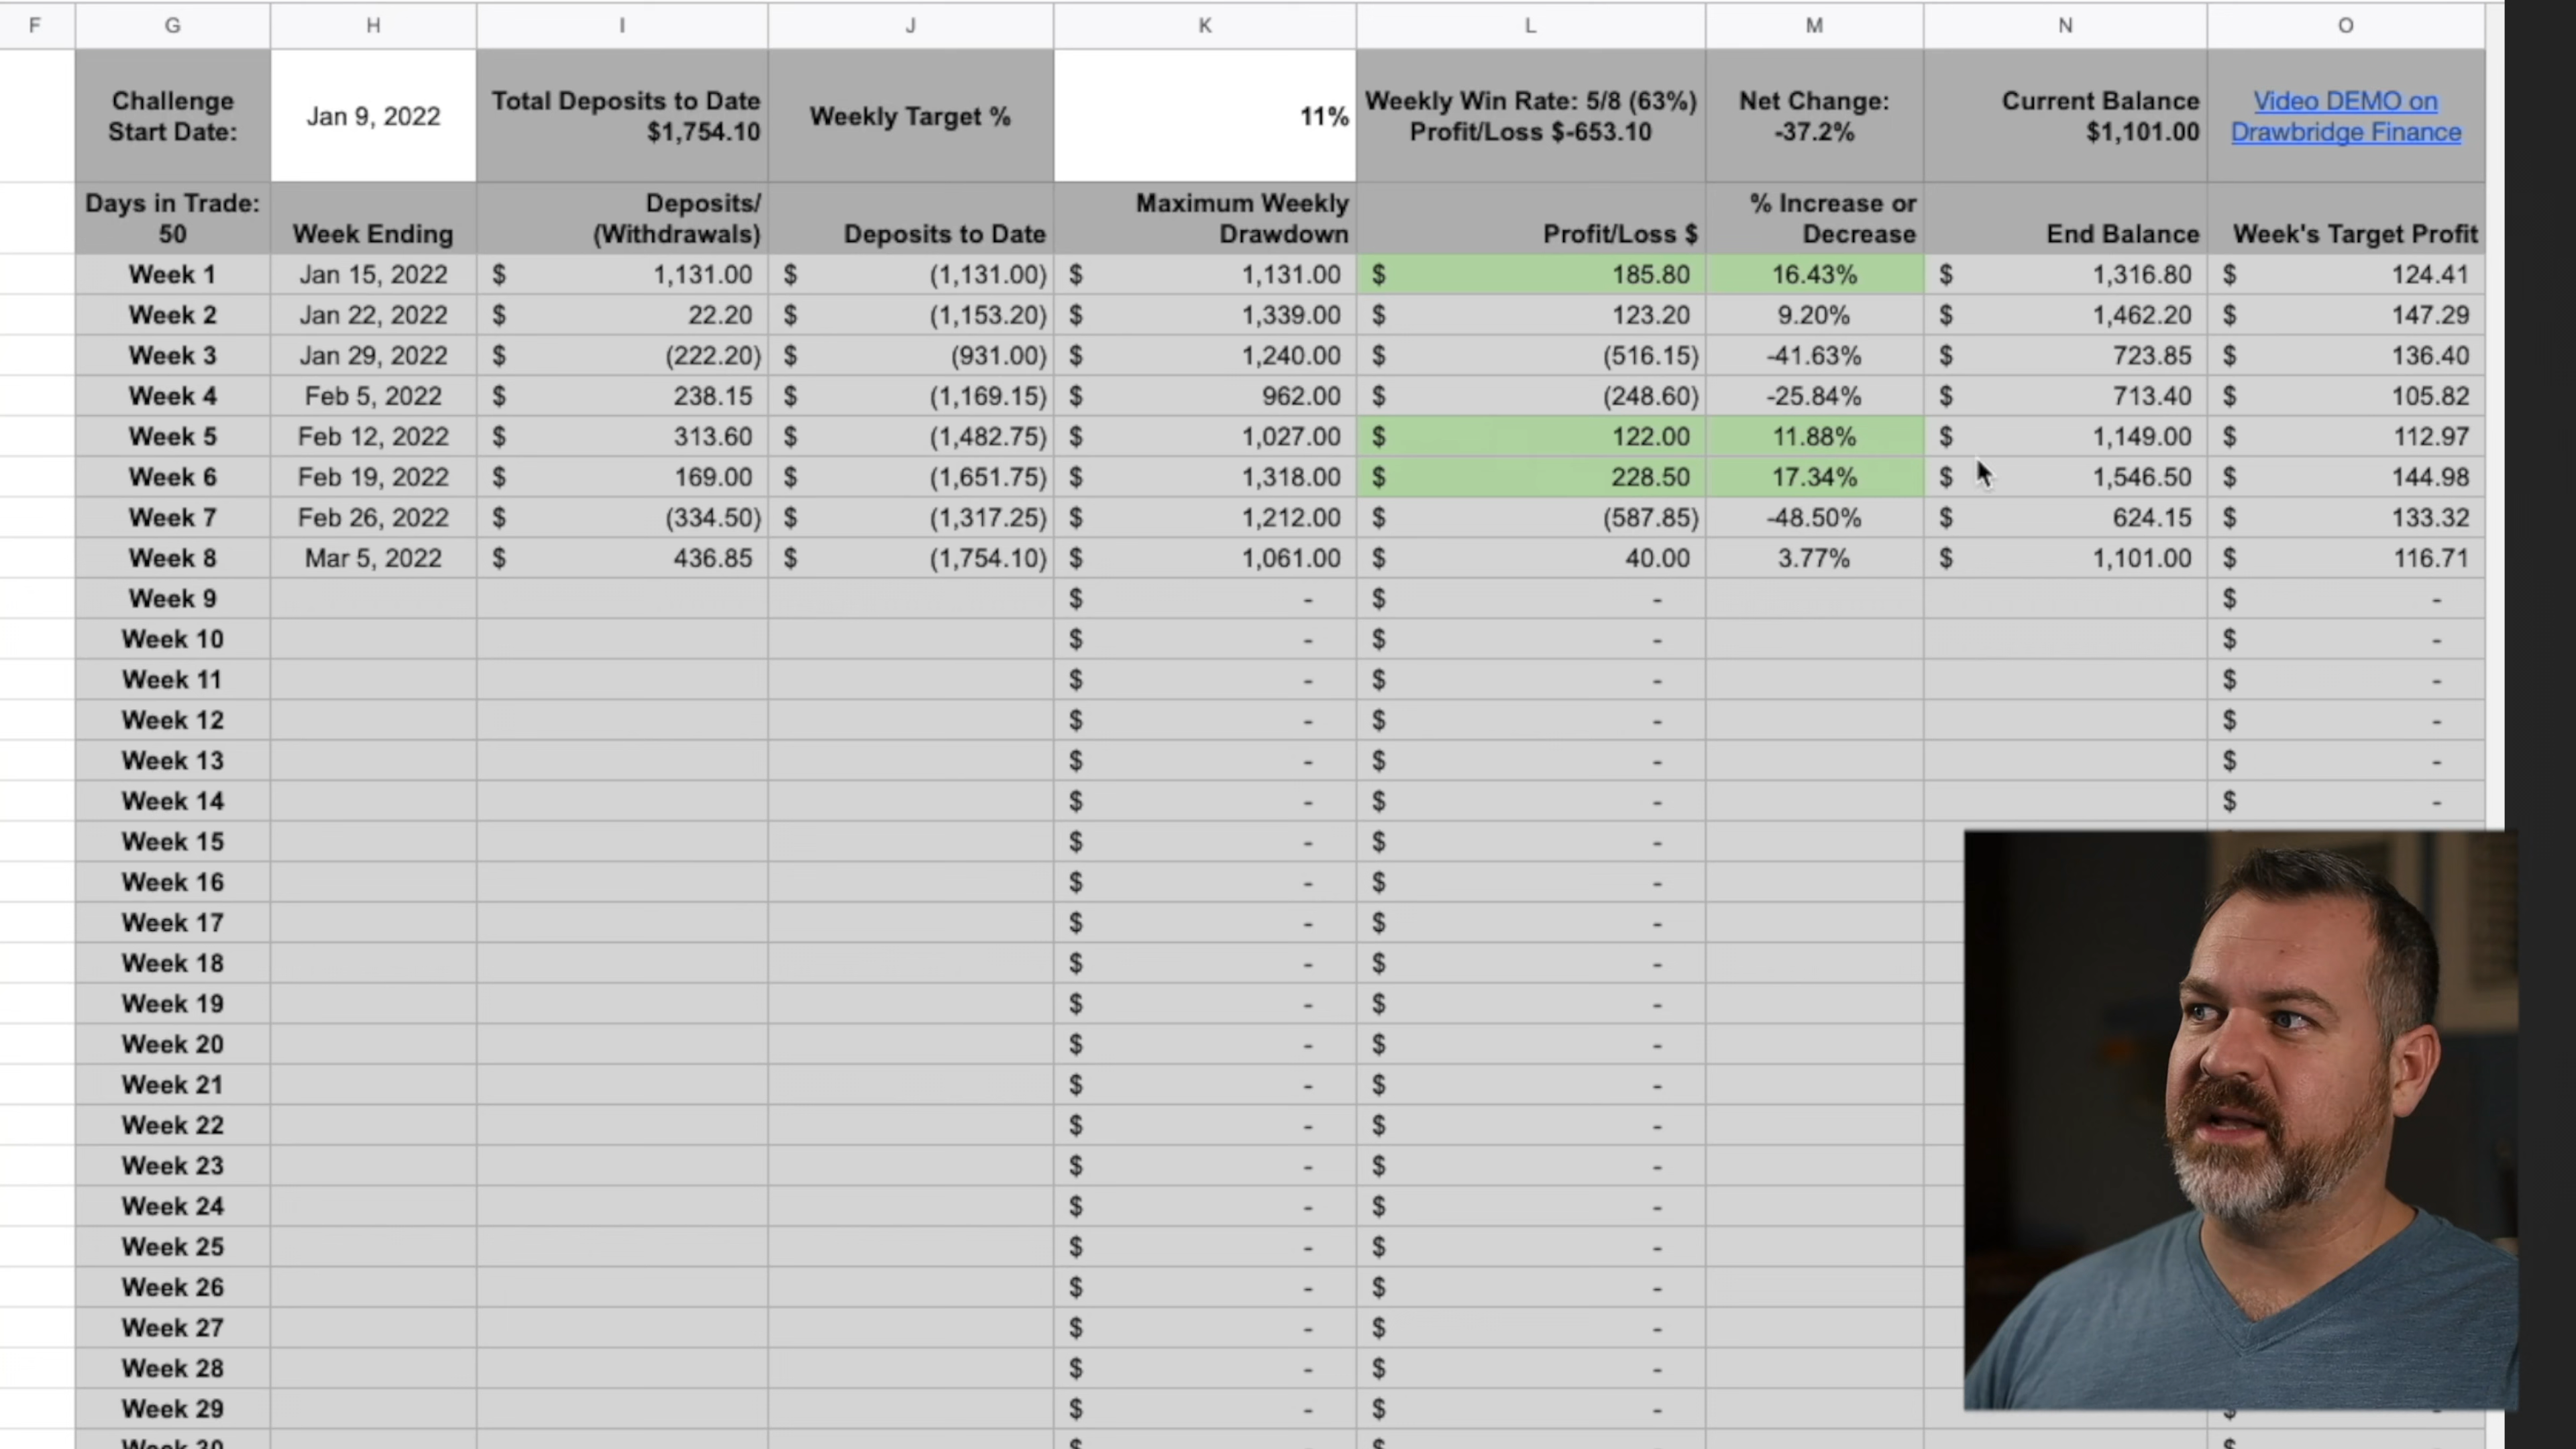 F G H I J K L M N O
Challenge Start Date: Jan 9, 2022 Total Deposits to Date $1,754.10 Weekly Target % 11% Weekly Win Rate: 5/8 (63%) Profit/Loss $-653.10 Net Change: -37.2% Current Balance $1,101.00 Video DEMO on Drawbridge Finance
Days in Trade: 50 Week Ending Deposits/ (Withdrawals) Deposits to Date Maximum Weekly Drawdown Profit/Loss $ % Increase or Decrease End Balance Week's Target Profit
Week 1 Jan 15, 2022 $ 1,131.00 $ (1,131.00) $ 1,131.00 $ 185.80 16.43% $ 1,316.80 $ 124.41
Week 2 Jan 22, 2022 $ 22.20 $ (1,153.20) $ 1,339.00 $ 123.20 9.20% $ 1,462.20 $ 147.29
Week 3 Jan 29, 2022 $ (222.20) $ (931.00) $ 1,240.00 $ (516.15) -41.63% $ 723.85 $ 136.40
Week 4 Feb 5, 2022 $ 238.15 $ (1,169.15) $ 962.00 $ (248.60) -25.84% $ 713.40 $ 105.82
Week 5 Feb 12, 2022 $ 313.60 $ (1,482.75) $ 1,027.00 $ 122.00 11.88% $ 1,149.00 $ 112.97
Week 6 Feb 19, 2022 $ 169.00 $ (1,651.75) $ 1,318.00 $ 228.50 17.34% $ 1,546.50 $ 144.98
Week 7 Feb 26, 2022 $ (334.50) $ (1,317.25) $ 1,212.00 $ (587.85) -48.50% $ 624.15 $ 133.32
Week 8 Mar 5, 2022 $ 436.85 $ (1,754.10) $ 1,061.00 $ 40.00 3.77% $ 1,101.00 $ 116.71
Week 9 $ - $ - $ -
Week 10 $ - $ - $ -
Week 11 $ - $ - $ -
Week 12 $ - $ - $ -
Week 13 $ - $ - $ -
Week 14 $ - $ - $ -
Week 15 $ - $ -
Week 16 $ - $ -
Week 17 $ - $ -
Week 18 $ - $ -
Week 19 $ - $ -
Week 20 $ - $ -
Week 21 $ - $ -
Week 22 $ - $ -
Week 23 $ - $ -
Week 24 $ - $ -
Week 25 $ - $ -
Week 26 $ - $ -
Week 27 $ - $ -
Week 28 $ - $ -
Week 29 $ - $ -